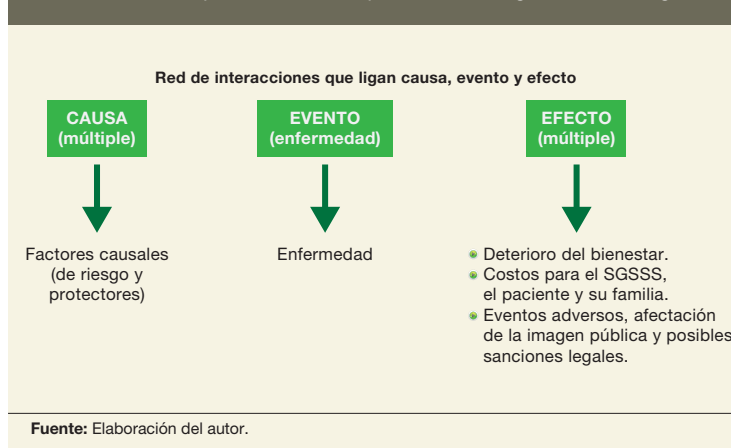 Red de interacciones que ligan causa, evento y efecto
CAUSA
(múltiple)
EVENTO
(enfermedad)
EFECTO
(múltiple)
Factores causales
(de riesgo y
protectores)
Enfermedad
Deterioro del bienestar.
Costos para el SGSSS,
el paciente y su familia.
Eventos adversos, afectación
de la imagen pública y posibles
sanciones legales.
Fuente: Elaboración del autor.